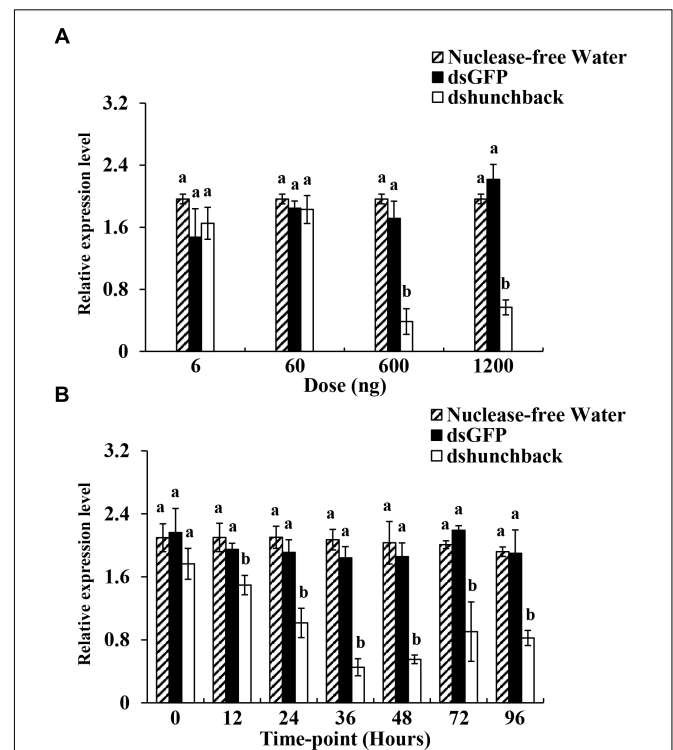 A
Nuclease-free Water
dsGFP
dshunchback
Relative expression level
3.2
2.4
1.6
0.8
0
a a a
a a a
a a b
a a b
6 60 600 1200
Dose (ng)
B
Nuclease-free Water
dsGFP
dshunchback
Relative expression level
3.2
2.4
1.6
0.8
0
a a a
a a b
a a b
a a b
a a b
a a b
a a b
0 12 24 36 48 72 96
Time-point (Hours)